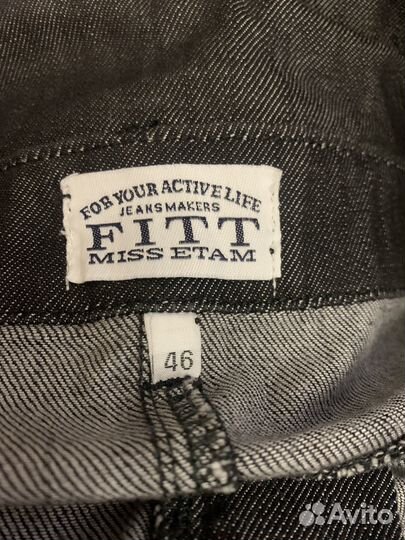 FOR YOUR ACTIVE LIFE
JEANSMAKERS
FITT
MISS ETAM
46
Avito